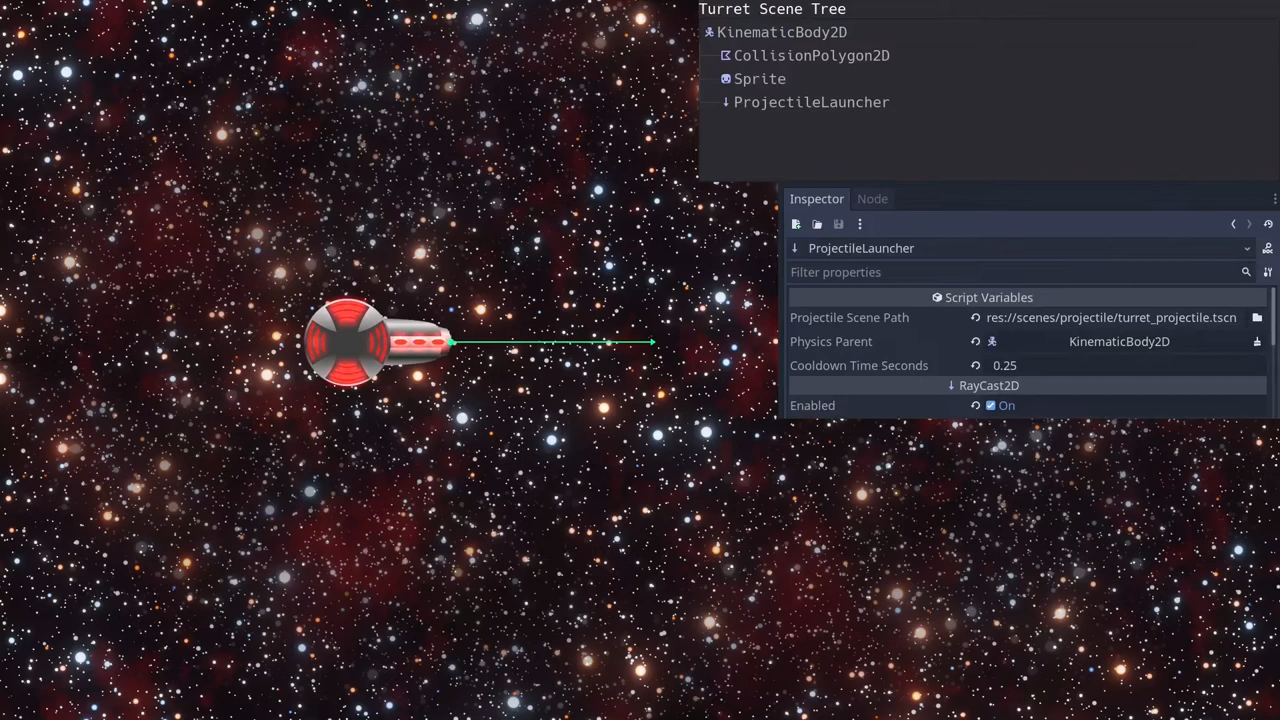 Turret Scene Tree
KinematicBody2D
CollisionPolygon2D
Sprite
ProjectileLauncher
Inspector Node
ProjectileLauncher
Filter properties
Script Variables
Projectile Scene Path res://scenes/projectile/turret_projectile.tscn
Physics Parent KinematicBody2D
Cooldown Time Seconds 0.25
RayCast2D
Enabled On